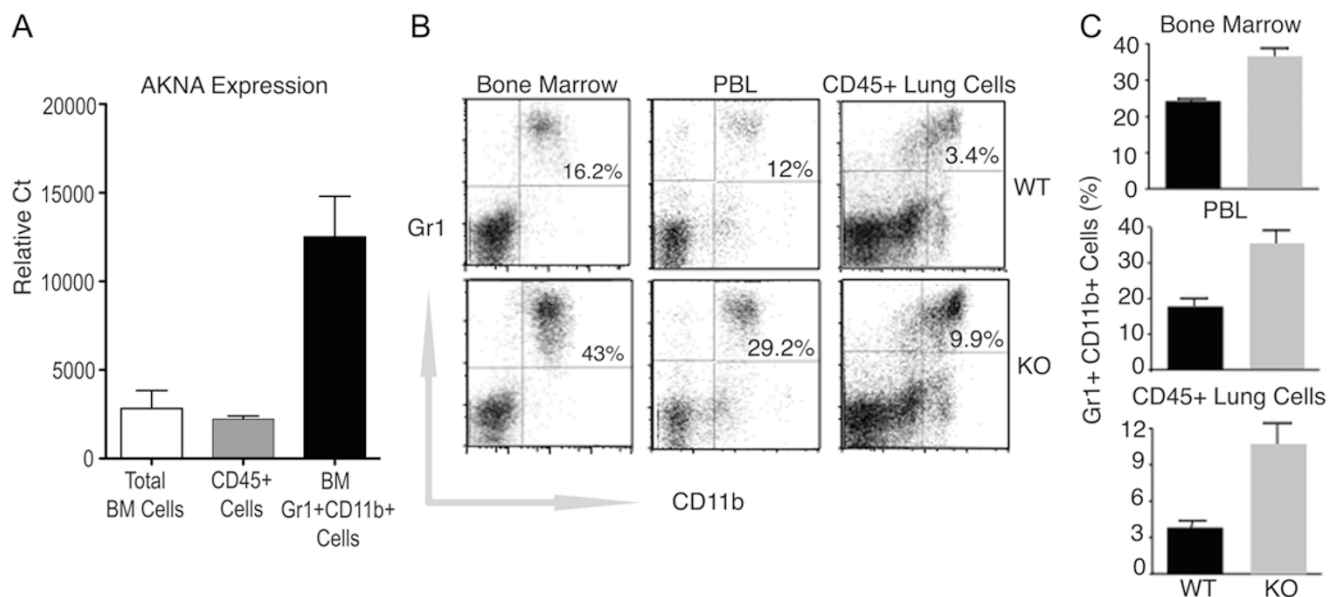 A
AKNA Expression
Relative Ct
20000
15000
10000
5000
0
Total
BM Cells
CD45+
Cells
BM
Gr1+CD11b+
Cells
B
Bone Marrow
PBL
CD45+ Lung Cells
16.2%
12%
3.4%
WT
Gr1
43%
29.2%
9.9%
KO
CD11b
C
Gr1+ CD11b+ Cells (%)
Bone Marrow
40
30
20
10
0
PBL
40
30
20
10
0
CD45+ Lung Cells
12
9
6
3
0
WT KO